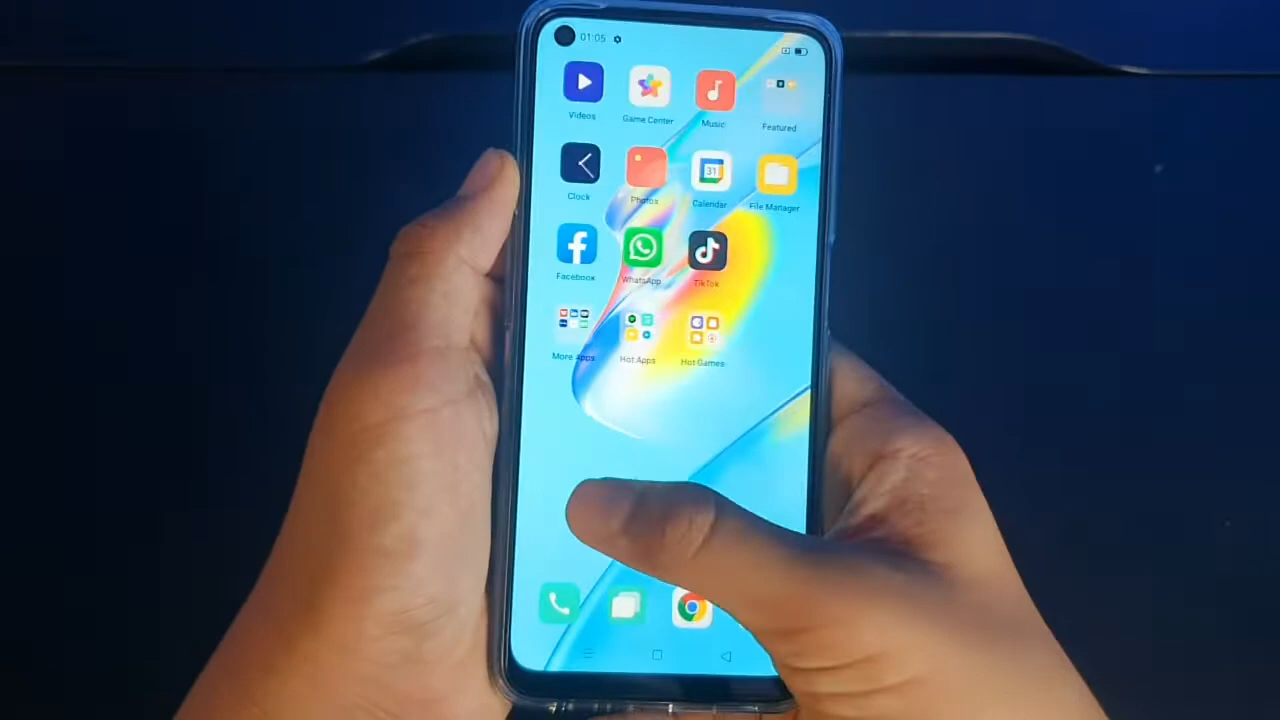 01:05
Videos
Game Center
Music
Featured
Clock
Photos
31
Calendar
File Manager
Facebook
WhatsApp
TikTok
More Apps
Hot Apps
Hot Games